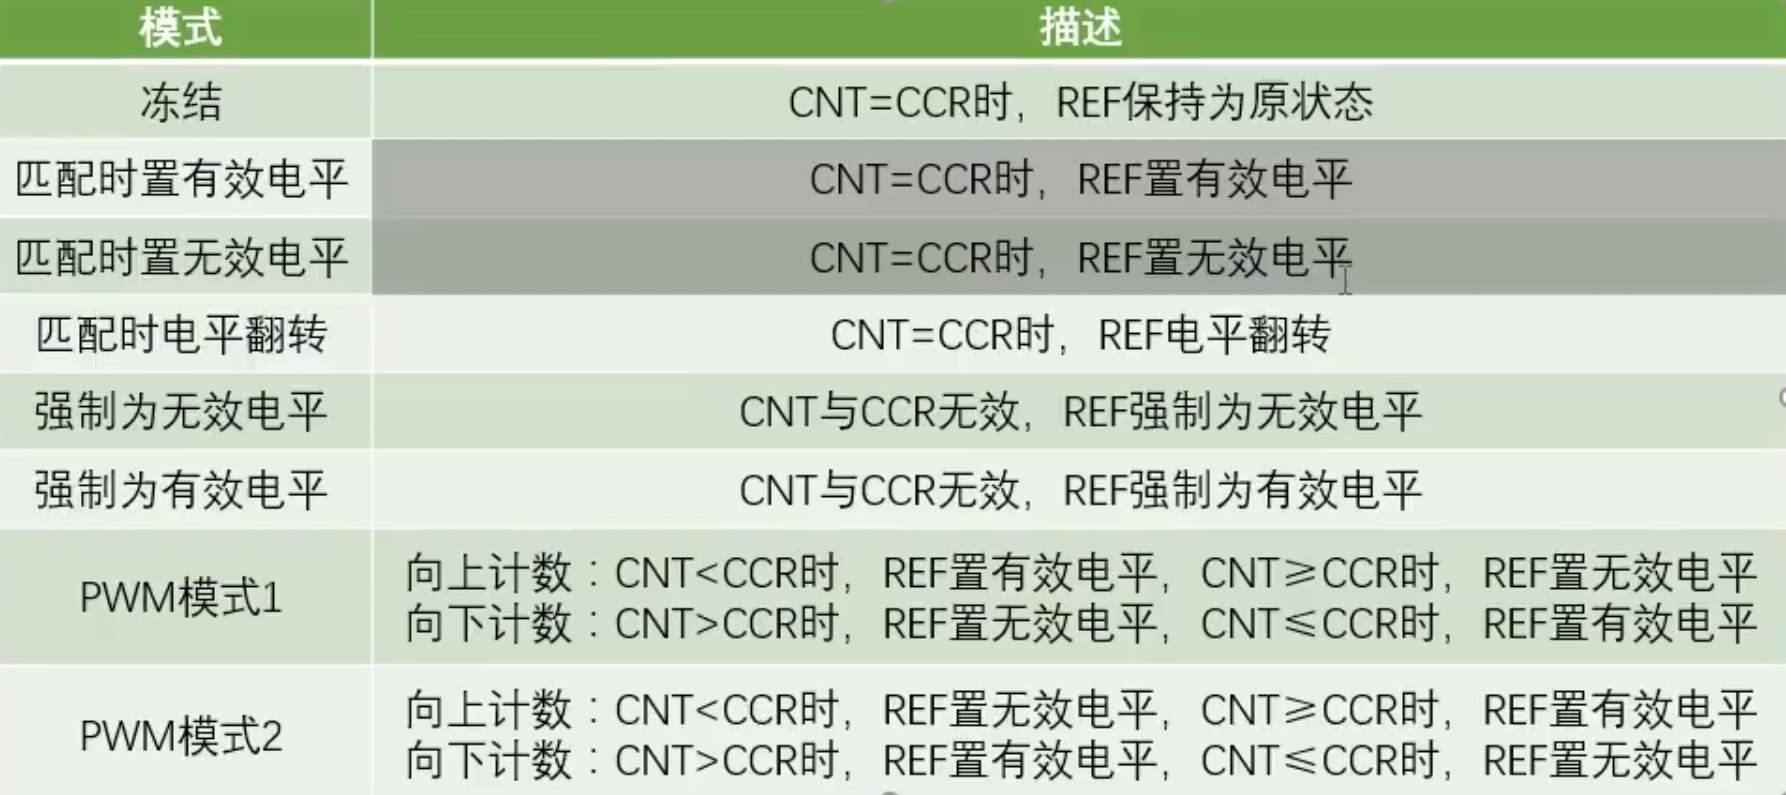 模式 描述
冻结 CNT=CCR时，REF保持为原状态
匹配时置有效电平 CNT=CCR时，REF置有效电平
匹配时置无效电平 CNT=CCR时，REF置无效电平
匹配时电平翻转 CNT=CCR时，REF电平翻转
强制为无效电平 CNT与CCR无效，REF强制为无效电平
强制为有效电平 CNT与CCR无效，REF强制为有效电平
PWM模式1
向上计数：CNT<CCR时，REF置有效电平，CNT≥CCR时，REF置无效电平
向下计数：CNT>CCR时，REF置无效电平，CNT≤CCR时，REF置有效电平
PWM模式2
向上计数：CNT<CCR时，REF置无效电平，CNT≥CCR时，REF置有效电平
向下计数：CNT>CCR时，REF置有效电平，CNT≤CCR时，REF置无效电平